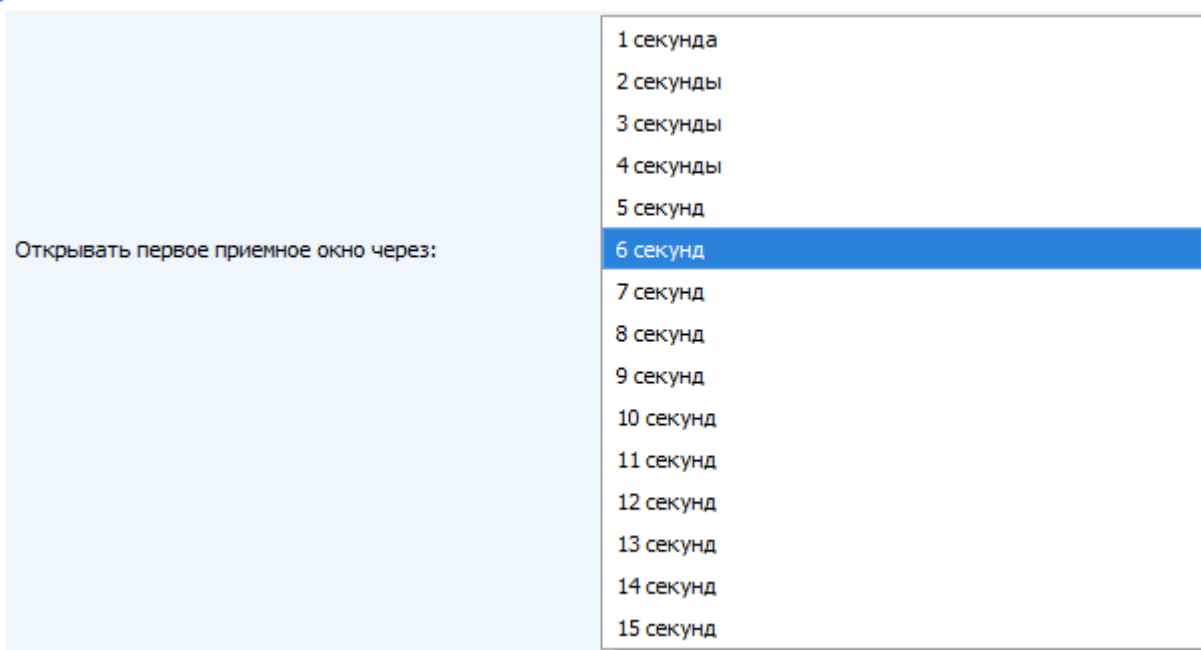 1 секунда
2 секунды
3 секунды
4 секунды
5 секунд
Открывать первое приемное окно через:
6 секунд
7 секунд
8 секунд
9 секунд
10 секунд
11 секунд
12 секунд
13 секунд
14 секунд
15 секунд